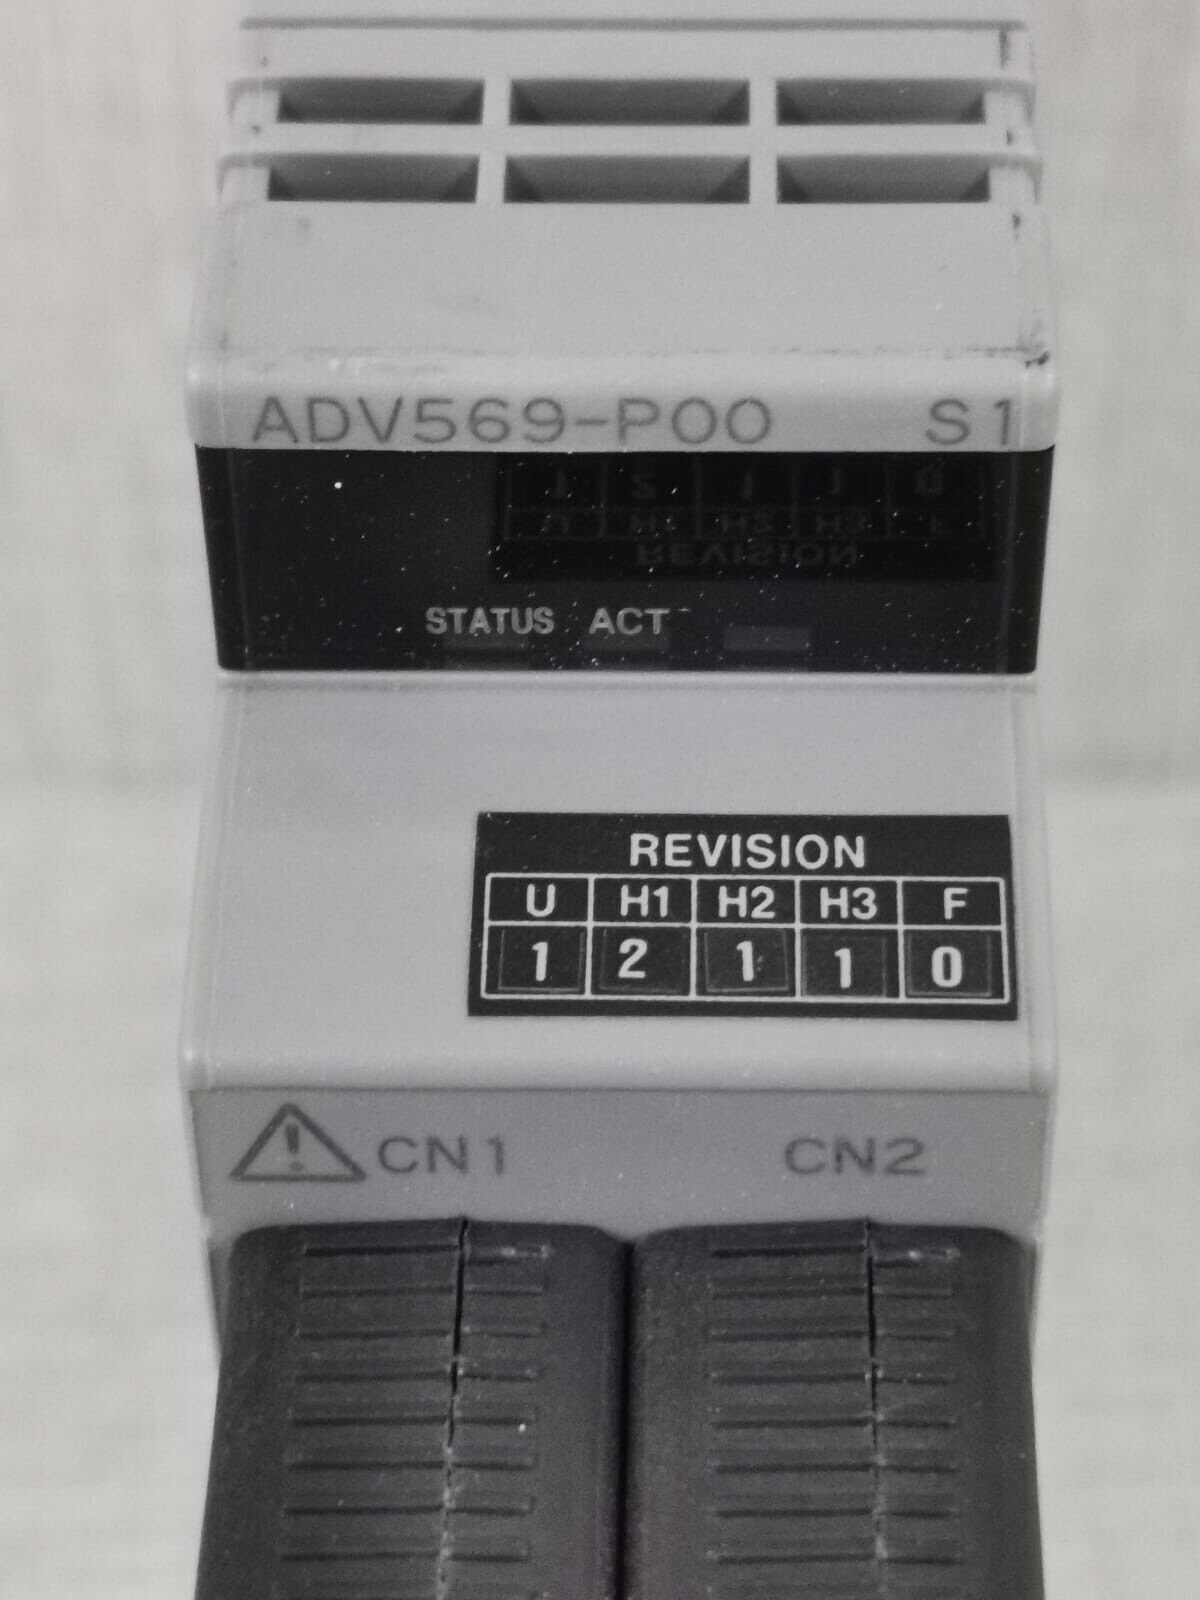 ADV569-P00 S1
STATUS ACT
REVISION
U H1 H2 H3 F
1 2 1 1 0
CN1 CN2